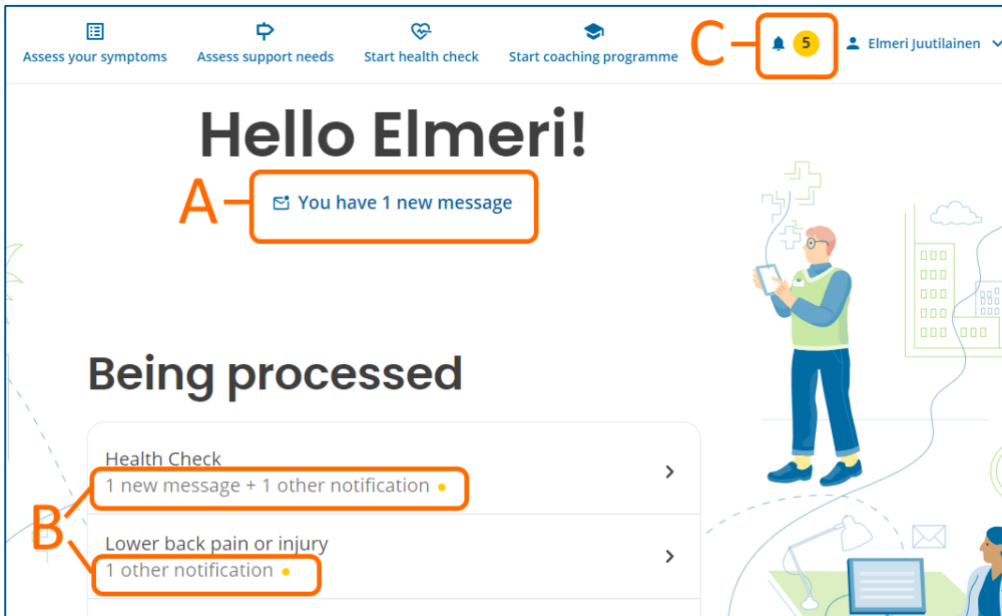 Assess your symptoms
Assess support needs
Start health check
Start coaching programme
C
5
Elmeri Juutilainen
Hello Elmeri!
A
You have 1 new message
Being processed
Health Check
1 new message + 1 other notification
B
Lower back pain or injury
1 other notification